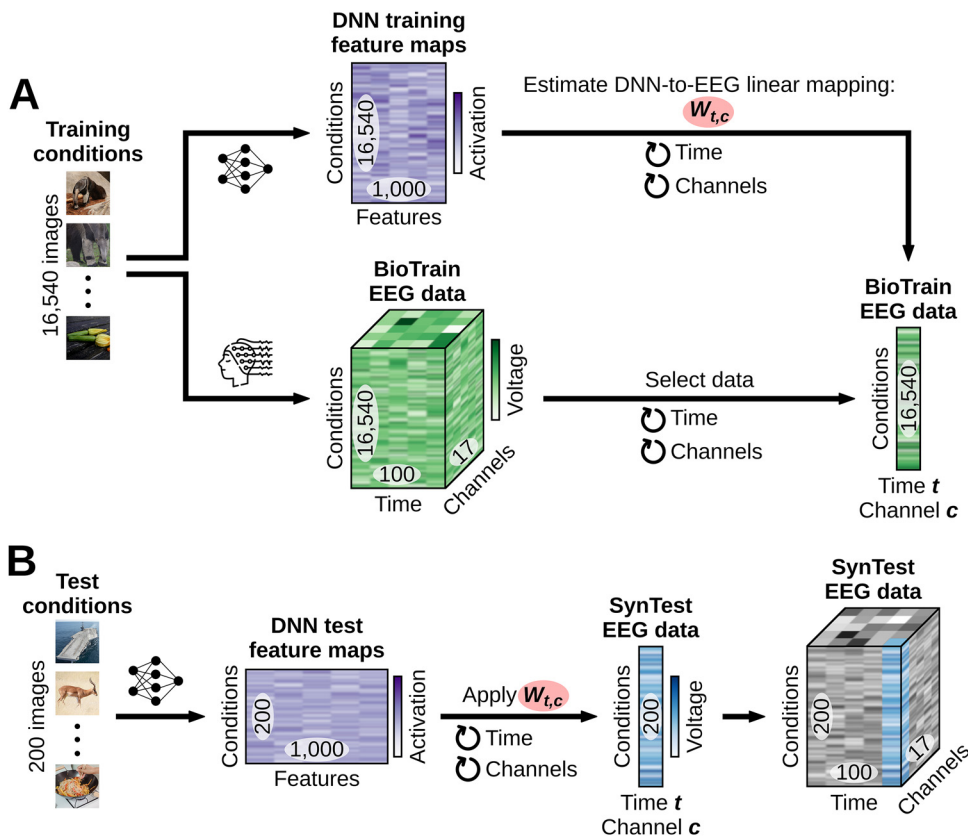 A
Training
conditions
16,540 images
DNN training
feature maps
Conditions
16,540
1,000
Features
Activation
Estimate DNN-to-EEG linear mapping:
W_{t,c}
Time
Channels
BioTrain
EEG data
Conditions
16,540
100
17
Time
Channels
Voltage
Select data
Time
Channels
BioTrain
EEG data
Conditions
16,540
Time t
Channel c
B
Test
conditions
200 images
DNN test
feature maps
Conditions
200
1,000
Features
Activation
Apply W_{t,c}
Time
Channels
SynTest
EEG data
Conditions
200
Voltage
Time t
Channel c
SynTest
EEG data
Conditions
200
100
17
Time
Channels